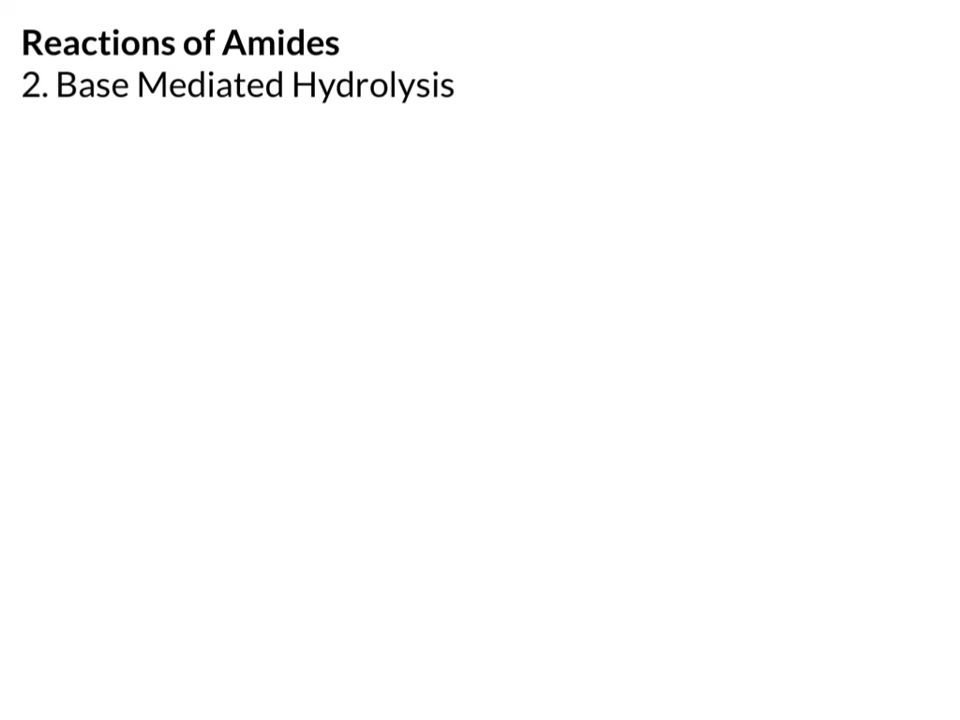 Reactions of Amides
2. Base Mediated Hydrolysis